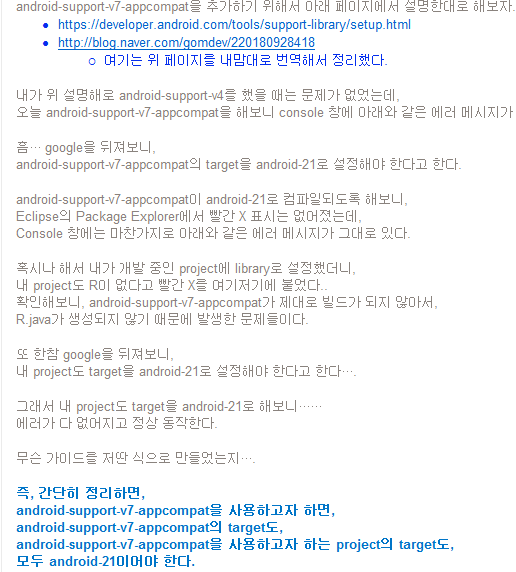 android-support-v7-appcompat을 추가하기 위해서 아래 페이지에서 설명한대로 해보자.
https://developer.android.com/tools/support-library/setup.html
http://blog.naver.com/gomdev/220180928418
여기는 위 페이지를 내맘대로 번역해서 정리했다.
내가 위 설명해로 android-support-v4를 했을 때는 문제가 없었는데,
오늘 android-support-v7-appcompat을 해보니 console 창에 아래와 같은 에러 메시지가
흠… google을 뒤져보니,
android-support-v7-appcompat의 target을 android-21로 설정해야 한다고 한다.
android-support-v7-appcompat이 android-21로 컴파일되도록 해보니,
Eclipse의 Package Explorer에서 빨간 X 표시는 없어졌는데,
Console 창에는 마찬가지로 아래와 같은 에러 메시지가 그대로 있다.
혹시나 해서 내가 개발 중인 project에 library로 설정했더니,
내 project도 R이 없다고 빨간 X를 여기저기에 뿜었다..
확인해보니, android-support-v7-appcompat가 제대로 빌드가 되지 않아서,
R.java가 생성되지 않기 때문에 발생한 문제들이다.
또 한참 google을 뒤져보니,
내 project도 target을 android-21로 설정해야 한다고 한다….
그래서 내 project도 target을 android-21로 해보니……
에러가 다 없어지고 정상 동작한다.
무슨 가이드를 저딴 식으로 만들었는지….
즉, 간단히 정리하면,
android-support-v7-appcompat을 사용하고자 하면,
android-support-v7-appcompat의 target도,
android-support-v7-appcompat을 사용하고자 하는 project의 target도,
모두 android-21이어야 한다.